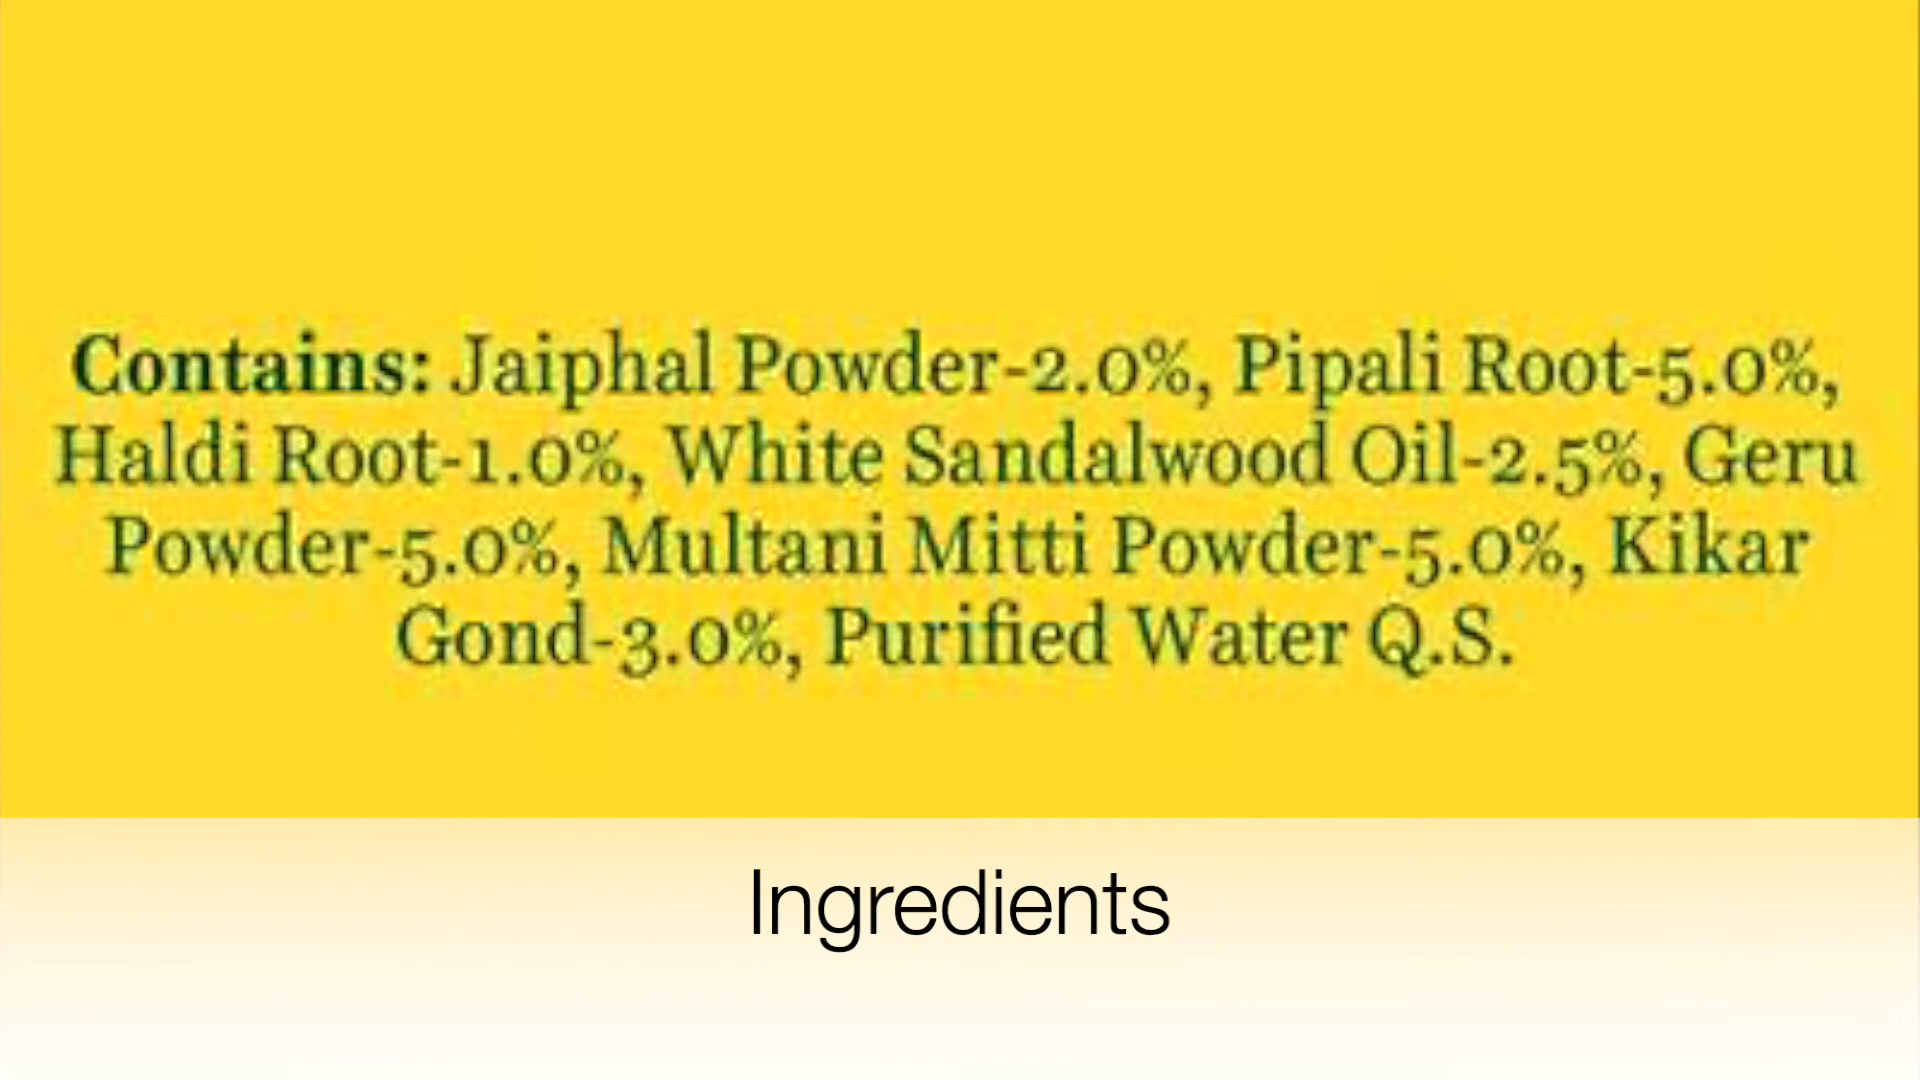 Contains: Jaiphal Powder-2.0%, Pipali Root-5.0%,
Haldi Root-1.0%, White Sandalwood Oil-2.5%, Geru
Powder-5.0%, Multani Mitti Powder-5.0%, Kikar
Gond-3.0%, Purified Water Q.S.
Ingredients